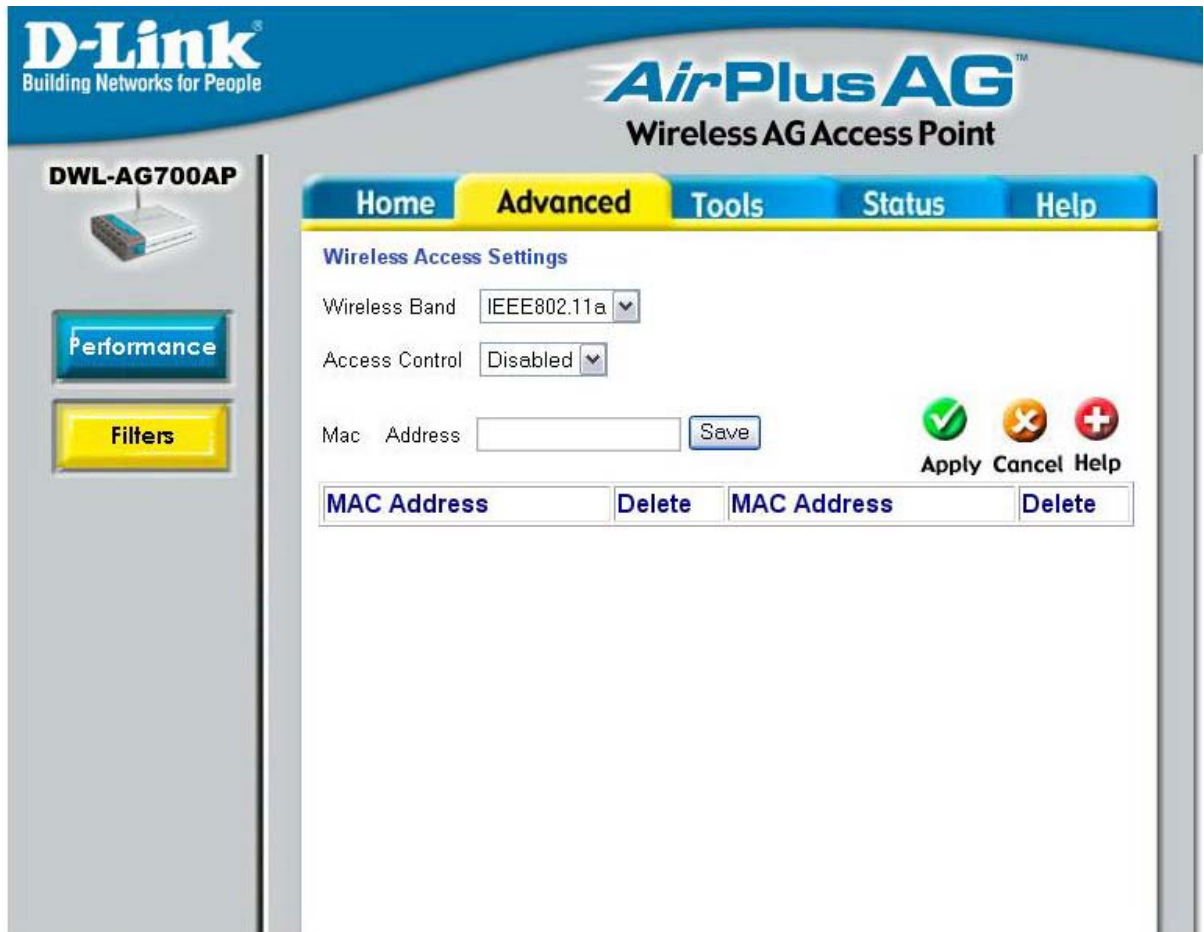 D-Link®
Building Networks for People
AirPlus AG™
Wireless AG Access Point
DWL-AG700AP
Home Advanced Tools Status Help
Performance
Filters
Wireless Access Settings
Wireless Band IEEE802.11a
Access Control Disabled
Mac Address Save
Apply Cancel Help
MAC Address Delete MAC Address Delete